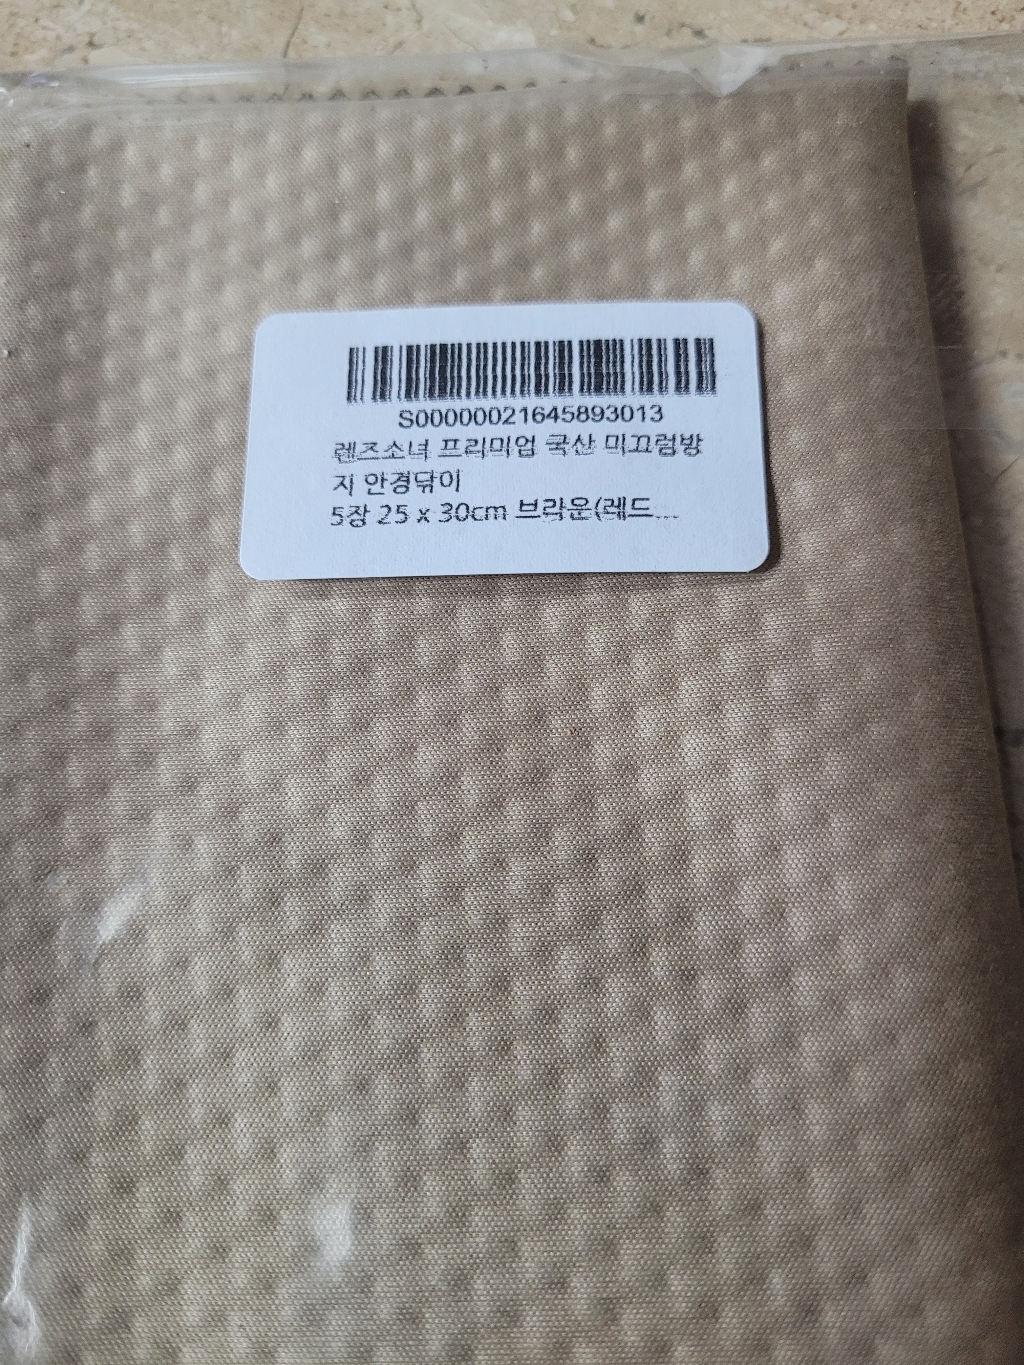 S00000021645893013
렌즈소녀 프리미엄 국산 미끄럼방
지 안경닦이
5장 25 x 30cm 브라운(레드...